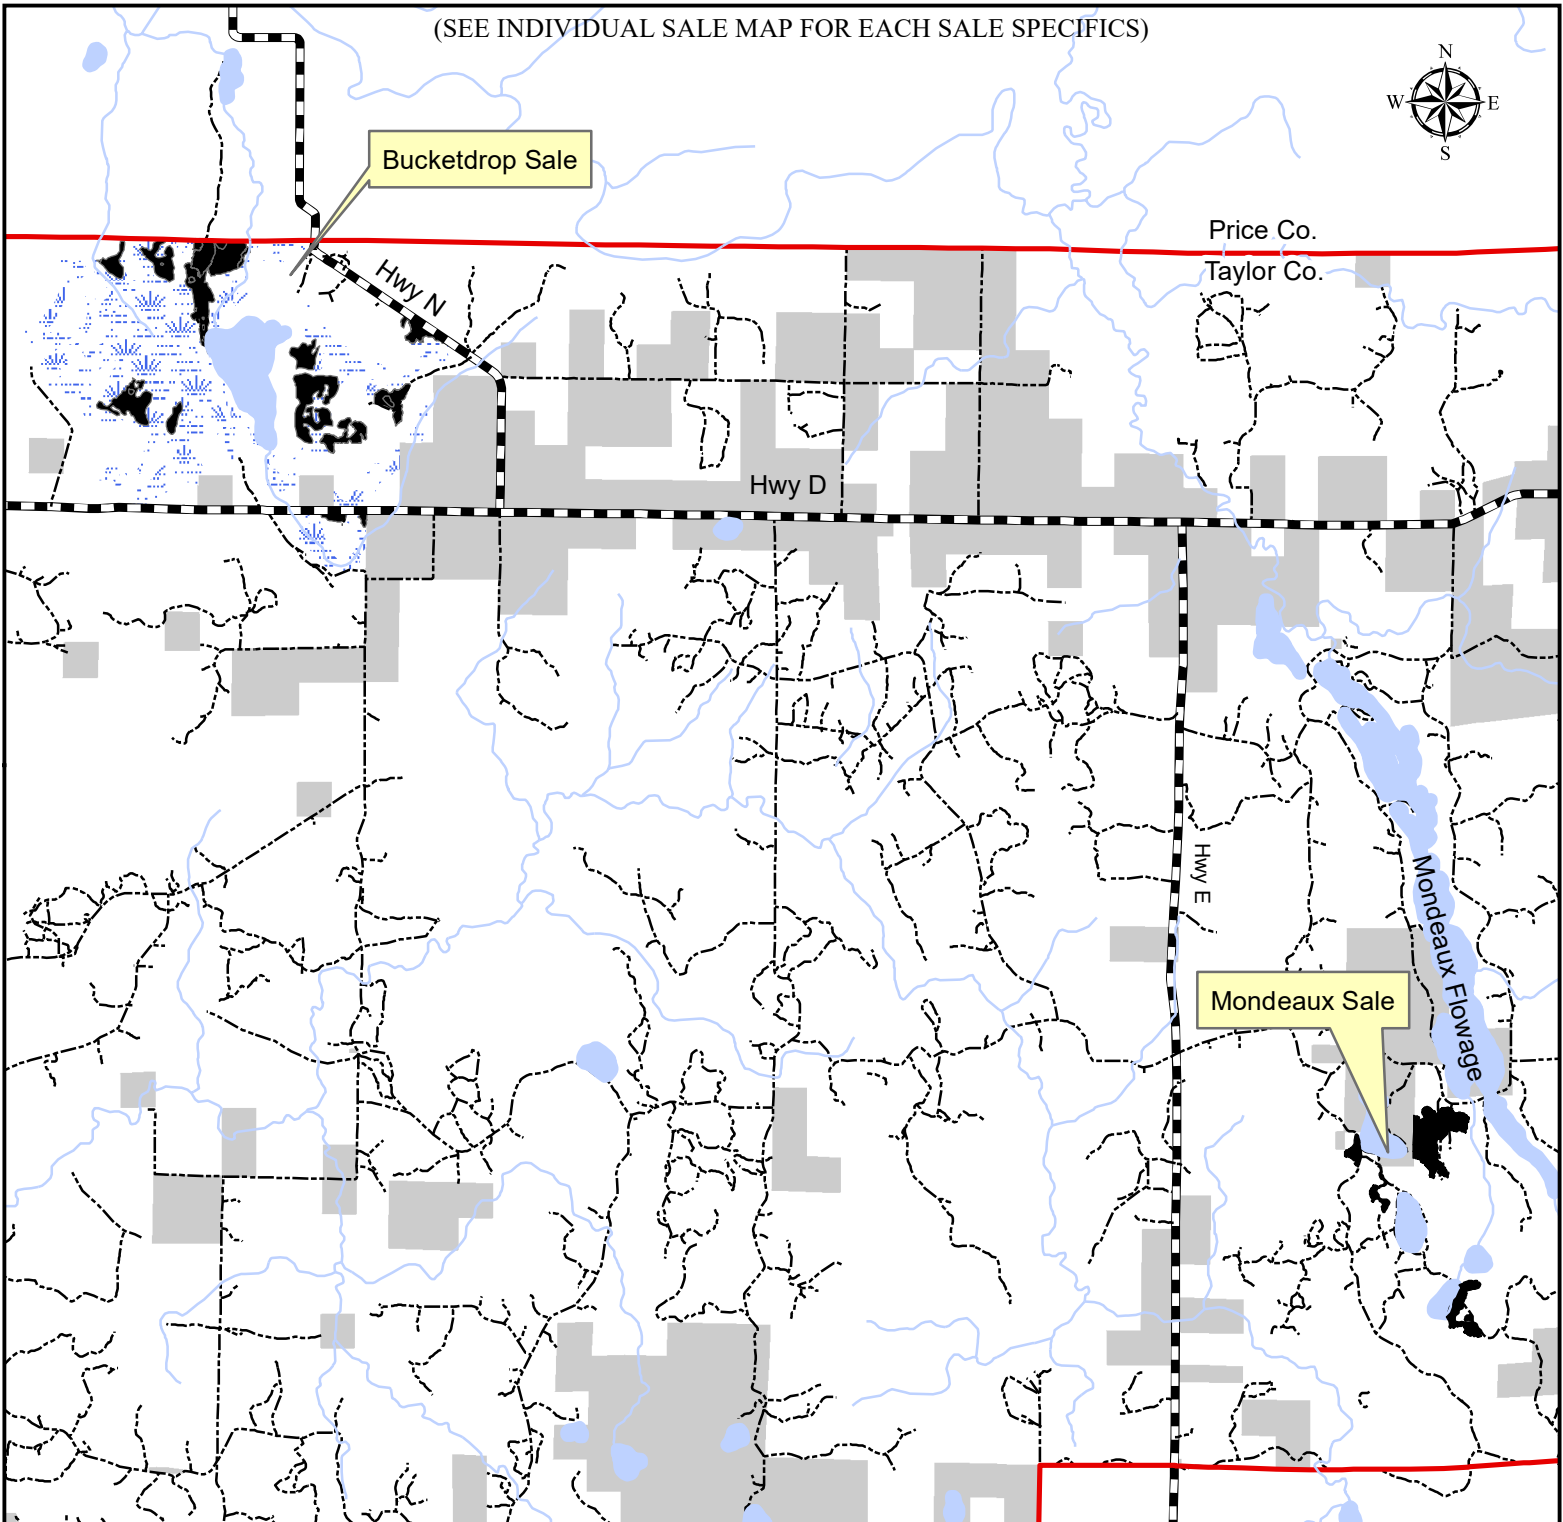 (SEE INDIVIDUAL SALE MAP FOR EACH SALE SPECIFICS)
N
W
E
S
Bucketdrop Sale
Price Co.
Taylor Co.
Hwy N
Hwy D
Hwy E
Mondeaux Flowage
Mondeaux Sale